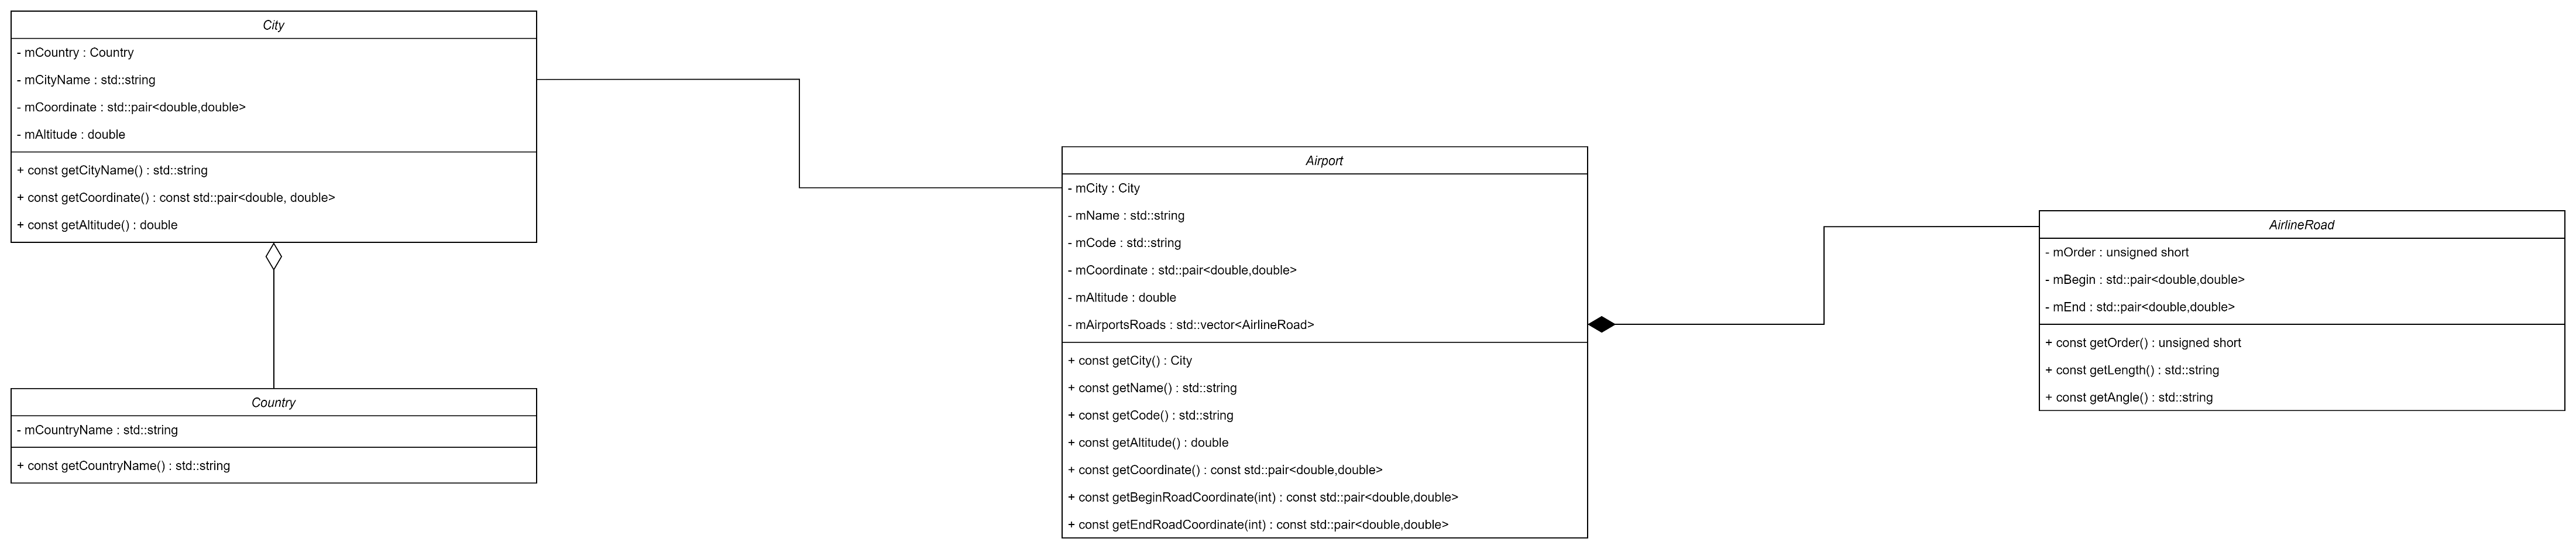 City
- mCountry : Country
- mCityName : std::string
- mCoordinate : std::pair<double,double>
- mAltitude : double
+ const getCityName() : std::string
+ const getCoordinate() : const std::pair<double, double>
+ const getAltitude() : double
Country
- mCountryName : std::string
+ const getCountryName() : std::string
Airport
- mCity : City
- mName : std::string
- mCode : std::string
- mCoordinate : std::pair<double,double>
- mAltitude : double
- mAirportsRoads : std::vector<AirlineRoad>
+ const getCity() : City
+ const getName() : std::string
+ const getCode() : std::string
+ const getAltitude() : double
+ const getCoordinate() : const std::pair<double,double>
+ const getBeginRoadCoordinate(int) : const std::pair<double,double>
+ const getEndRoadCoordinate(int) : const std::pair<double,double>
AirlineRoad
- mOrder : unsigned short
- mBegin : std::pair<double,double>
- mEnd : std::pair<double,double>
+ const getOrder() : unsigned short
+ const getLength() : std::string
+ const getAngle() : std::string